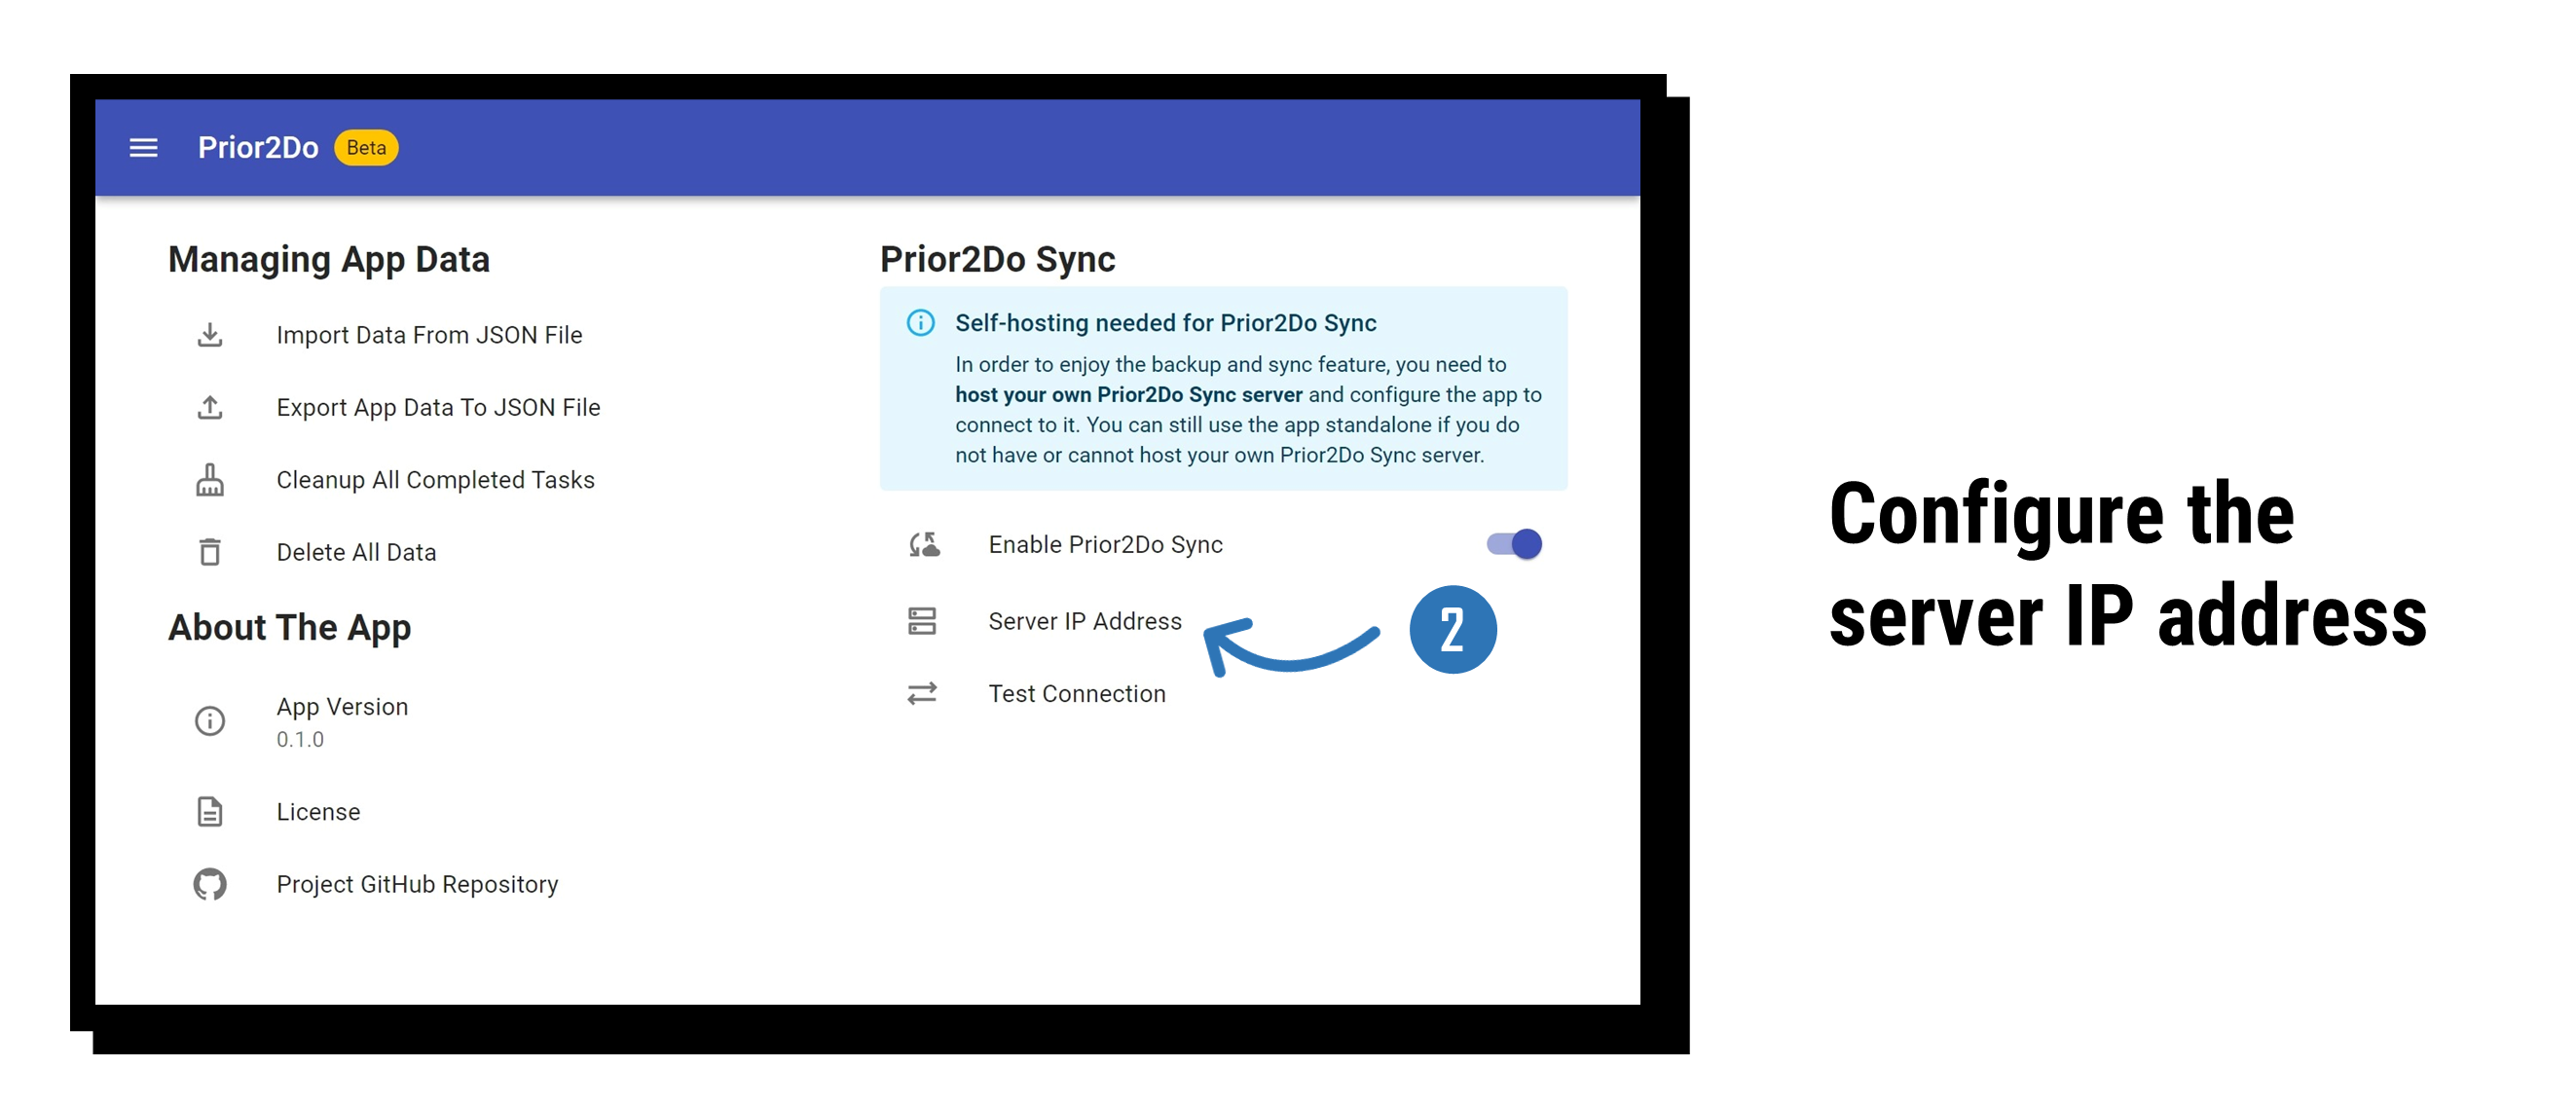 Prior2Do Beta
Managing App Data
Import Data From JSON File
Export App Data To JSON File
Cleanup All Completed Tasks
Delete All Data
About The App
App Version
0.1.0
License
Project GitHub Repository
Prior2Do Sync
Self-hosting needed for Prior2Do Sync
In order to enjoy the backup and sync feature, you need to
host your own Prior2Do Sync server and configure the app to
connect to it. You can still use the app standalone if you do
not have or cannot host your own Prior2Do Sync server.
Enable Prior2Do Sync
Server IP Address
2
Test Connection
Configure the
server IP address